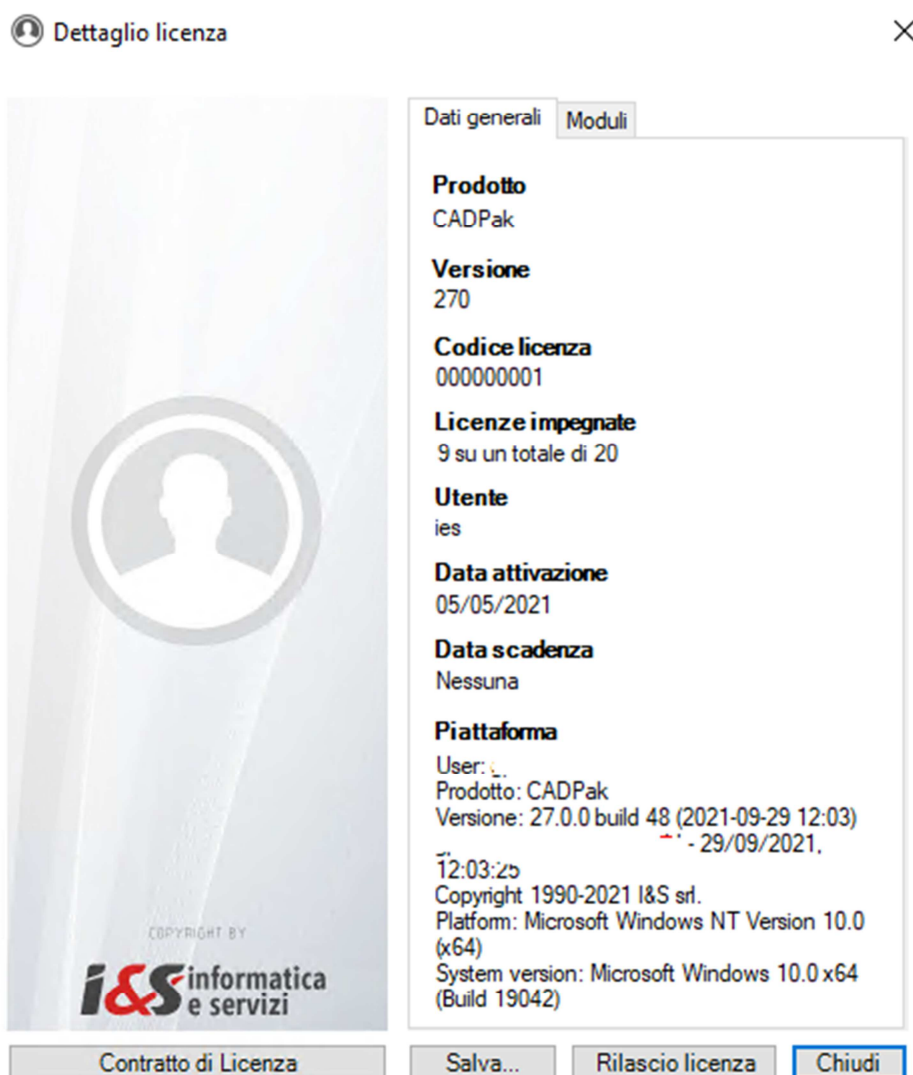 Dettaglio licenza
Dati generali
Moduli
Prodotto
CADPak
Versione
270
Codice licenza
000000001
Licenze impegnate
9 su un totale di 20
Utente
ies
Data attivazione
05/05/2021
Data scadenza
Nessuna
Piattaforma
User:
Prodotto: CADPak
Versione: 27.0.0 build 48 (2021-09-29 12:03)
- 29/09/2021,
12:03:25
Copyright 1990-2021 I&S srl.
Platform: Microsoft Windows NT Version 10.0
(x64)
System version: Microsoft Windows 10.0 x64
(Build 19042)
COPYRIGHT BY
i&S informatica
e servizi
Contratto di Licenza
Salva...
Rilascio licenza
Chiudi